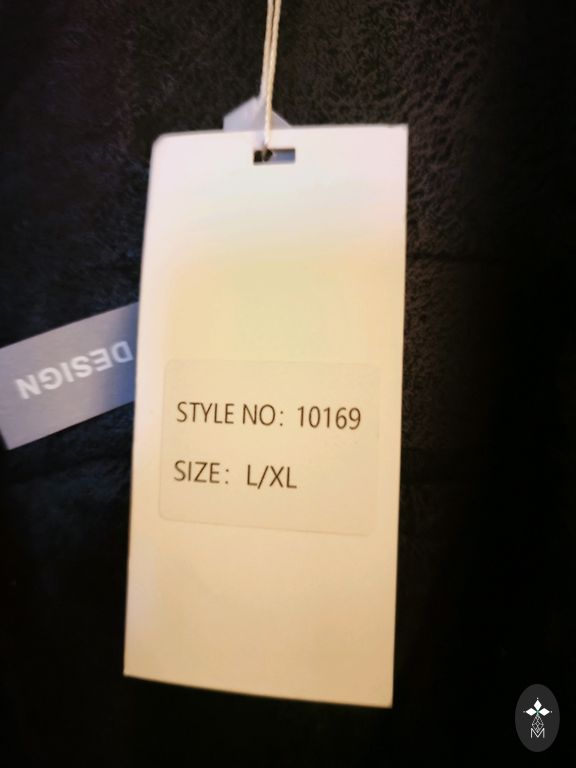 STYLE NO: 10169
SIZE: L/XL
DESIGN
M